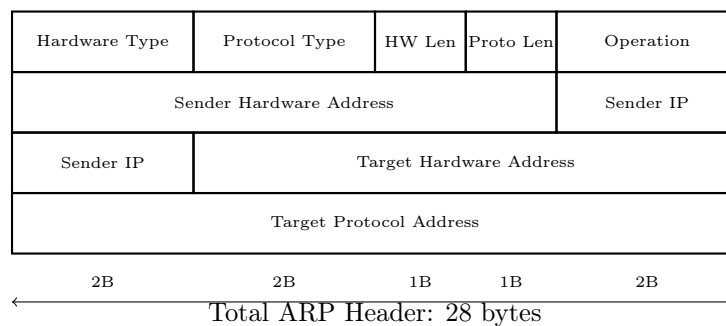 Hardware Type Protocol Type HW Len Proto Len Operation
Sender Hardware Address Sender IP
Sender IP Target Hardware Address
Target Protocol Address
2B 2B 1B 1B 2B
Total ARP Header: 28 bytes